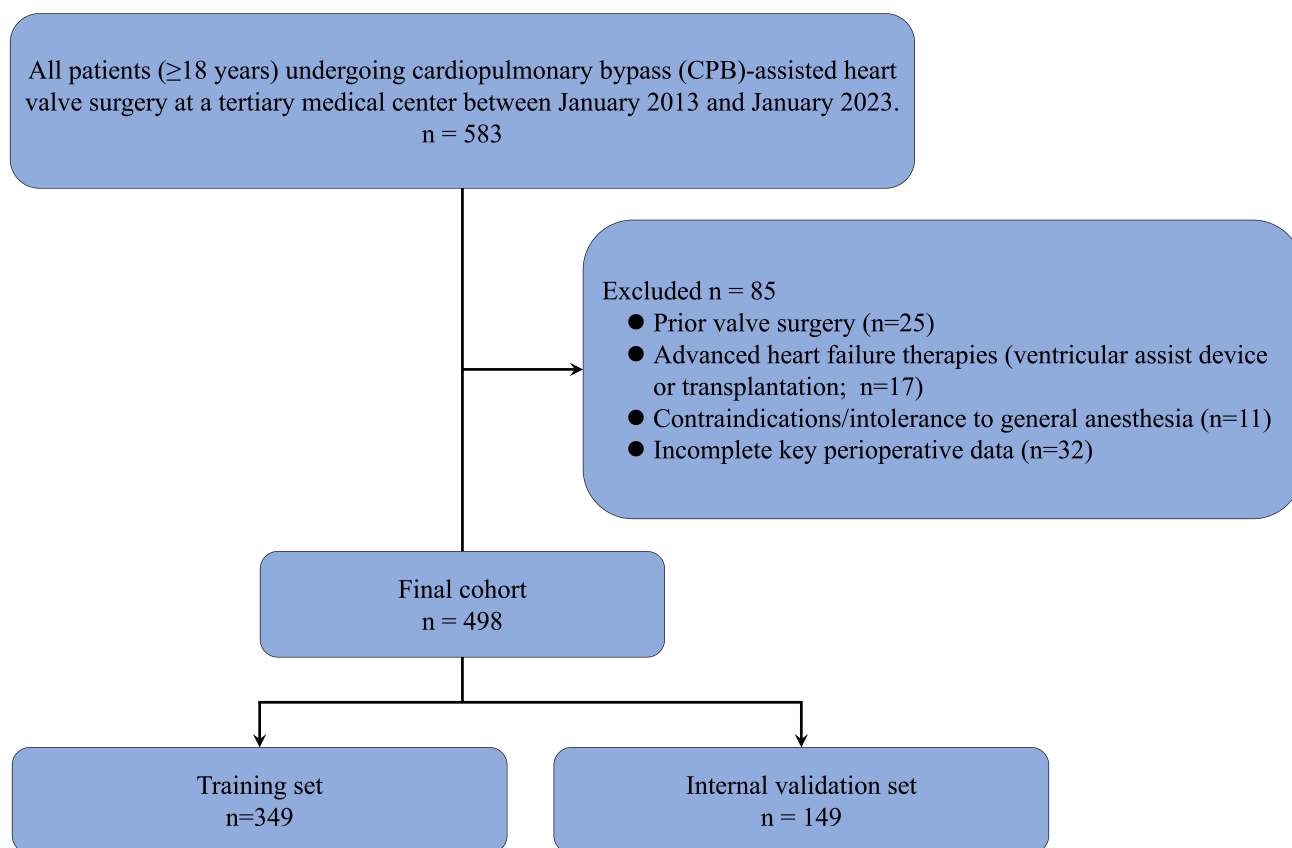 All patients (≥18 years) undergoing cardiopulmonary bypass (CPB)-assisted heart
valve surgery at a tertiary medical center between January 2013 and January 2023.
n = 583
Excluded n = 85
● Prior valve surgery (n=25)
● Advanced heart failure therapies (ventricular assist device
or transplantation; n=17)
● Contraindications/intolerance to general anesthesia (n=11)
● Incomplete key perioperative data (n=32)
Final cohort
n = 498
Training set
n=349
Internal validation set
n = 149